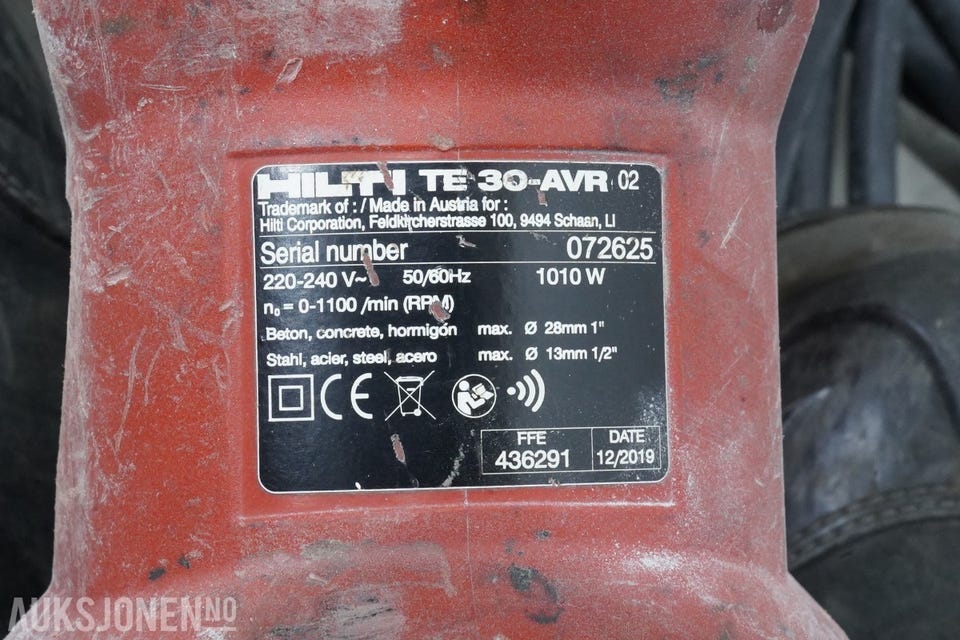 HILTI TE 30-AVR 02
Trademark of : / Made in Austria for :
Hilti Corporation, Feldkircherstrasse 100, 9494 Schaan, LI
Serial number 072625
220-240 V~ 50/60Hz 1010 W
n₀ = 0-1100 /min (RPM)
Beton, concrete, hormigón max. Ø 28mm 1"
Stahl, acier, steel, acero max. Ø 13mm 1/2"
CE
FFE DATE
436291 12/2019
AUKSJONEN.NO